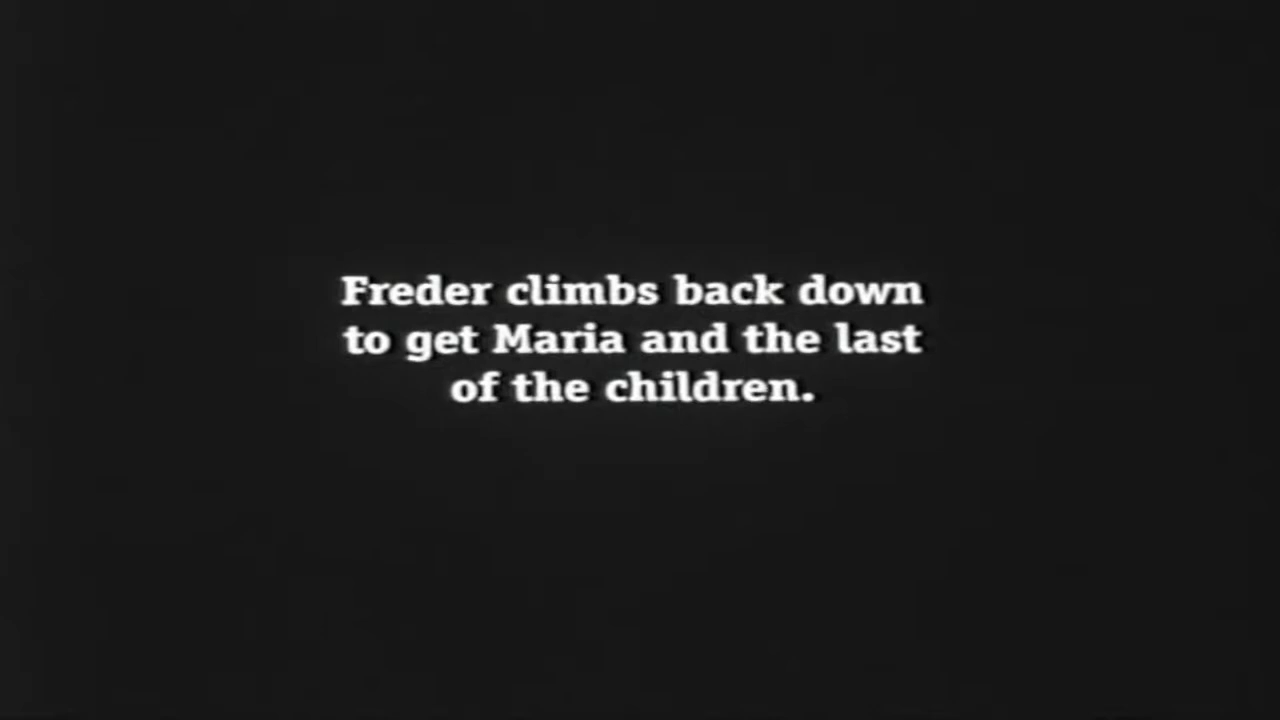 Freder climbs back down
to get Maria and the last
of the children.